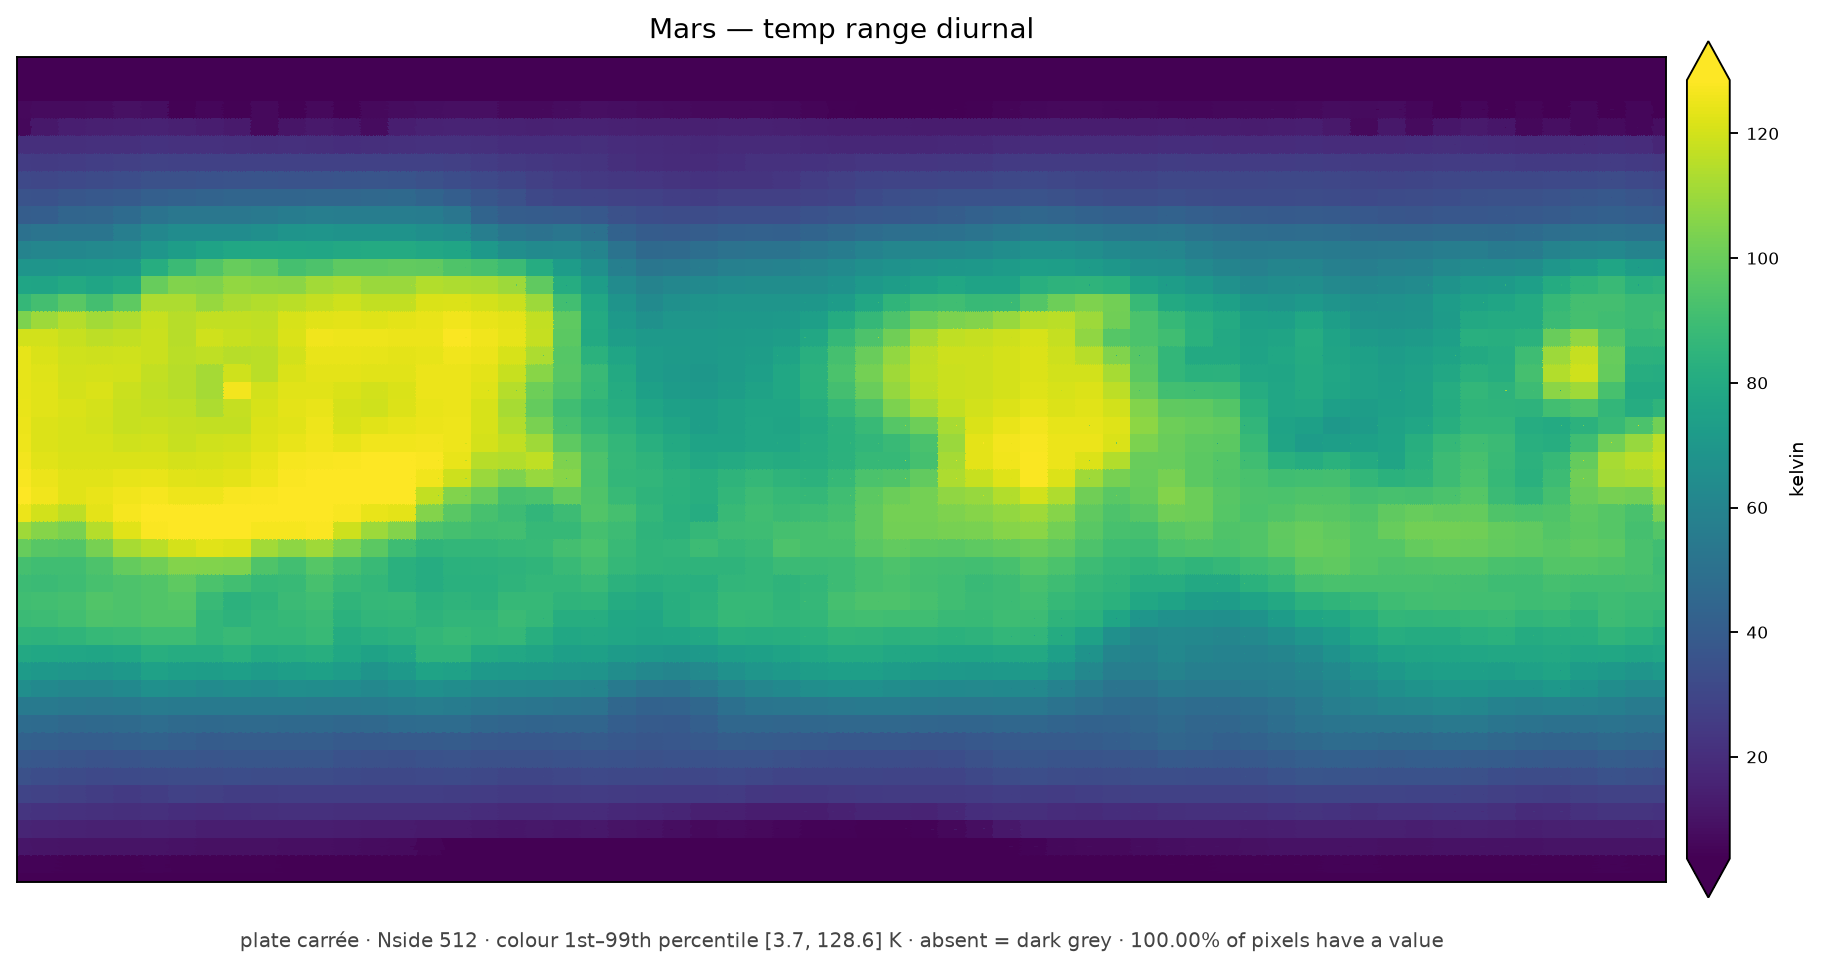 Mars — temp range diurnal
120
100
80
60
40
20
kelvin
plate carrée · Nside 512 · colour 1st–99th percentile [3.7, 128.6] K · absent = dark grey · 100.00% of pixels have a value